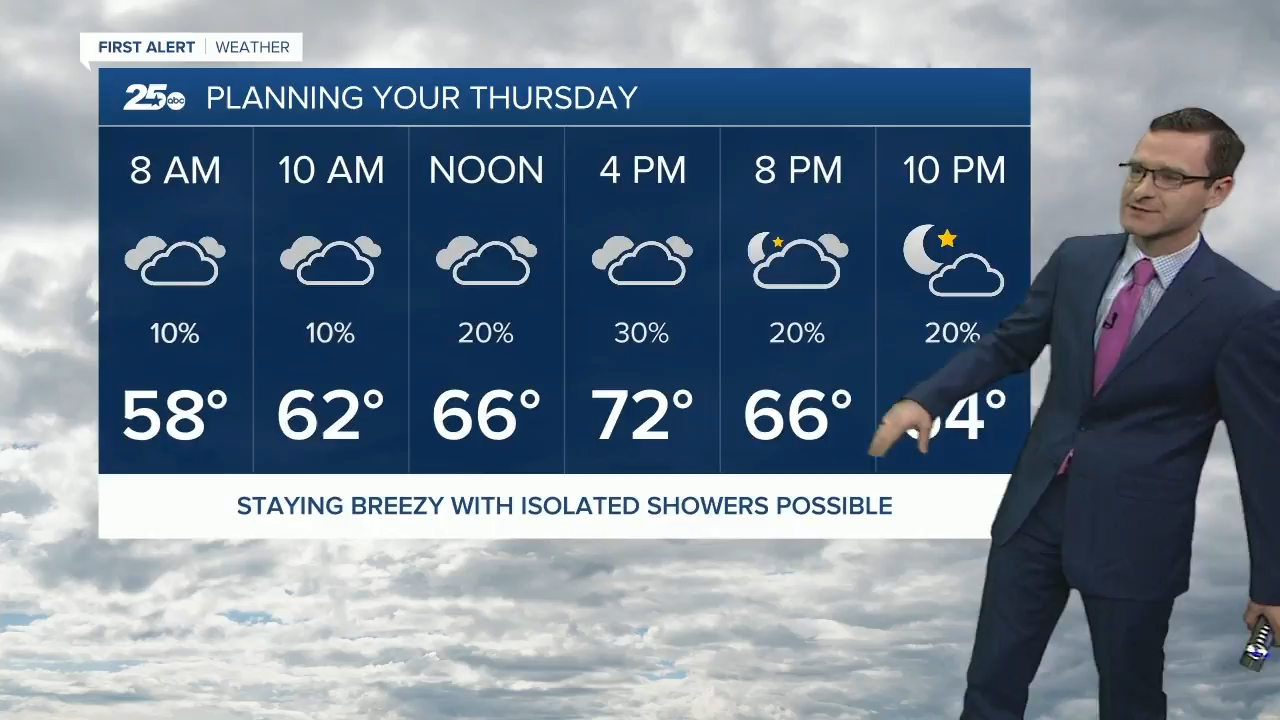 FIRST ALERT | WEATHER
25 abc PLANNING YOUR THURSDAY
8 AM 10 AM NOON 4 PM 8 PM 10 PM
10% 10% 20% 30% 20% 20%
58° 62° 66° 72° 66°
STAYING BREEZY WITH ISOLATED SHOWERS POSSIBLE